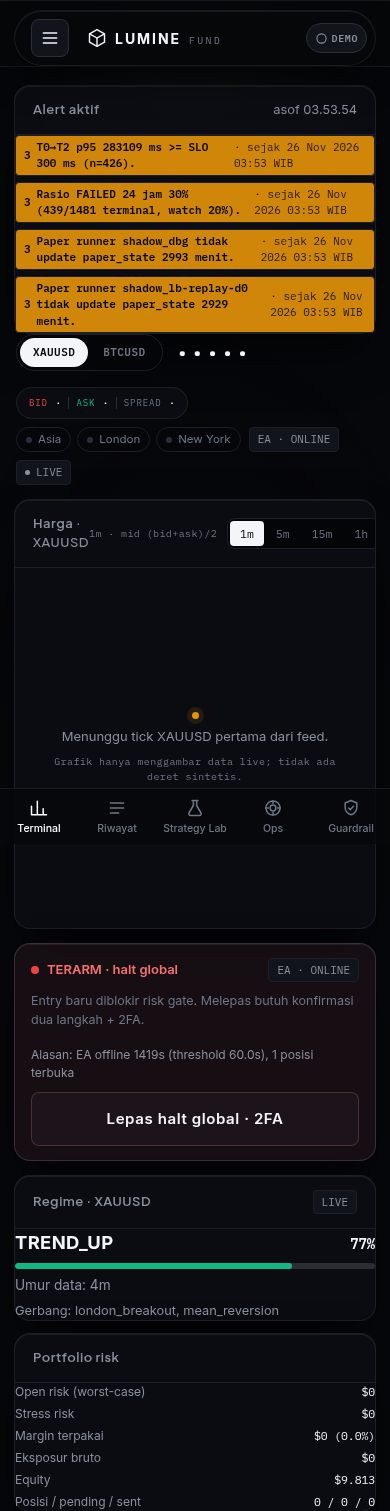 LUMINE FUND
DEMO
Alert aktif
asof 03.53.54
3 T0→T2 p95 283109 ms >= SLO
300 ms (n=426).
· sejak 26 Nov 2026
03:53 WIB
3 Rasio FAILED 24 jam 30%
(439/1481 terminal, watch 20%).
· sejak 26 Nov
2026 03:53 WIB
3 Paper runner shadow_dbg tidak
update paper_state 2993 menit.
· sejak 26 Nov
2026 03:53 WIB
3 Paper runner shadow_lb-replay-d0
tidak update paper_state 2929
menit.
· sejak 26 Nov
2026 03:53 WIB
XAUUSD BTCUSD
BID · ASK · SPREAD ·
Asia London New York EA · ONLINE
LIVE
Harga ·
XAUUSD
1m · mid (bid+ask)/2
1m 5m 15m 1h
Menunggu tick XAUUSD pertama dari feed.
Grafik hanya menggambar data live; tidak ada
deret sintetis.
Terminal Riwayat Strategy Lab Ops Guardrail
TERARM · halt global
EA · ONLINE
Entry baru diblokir risk gate. Melepas butuh konfirmasi
dua langkah + 2FA.
Alasan: EA offline 1419s (threshold 60.0s), 1 posisi
terbuka
Lepas halt global · 2FA
Regime · XAUUSD
LIVE
TREND_UP 77%
Umur data: 4m
Gerbang: london_breakout, mean_reversion
Portfolio risk
Open risk (worst-case) $0
Stress risk $0
Margin terpakai $0 (0.0%)
Eksposur bruto $0
Equity $9.813
Posisi / pending / sent 0 / 0 / 0